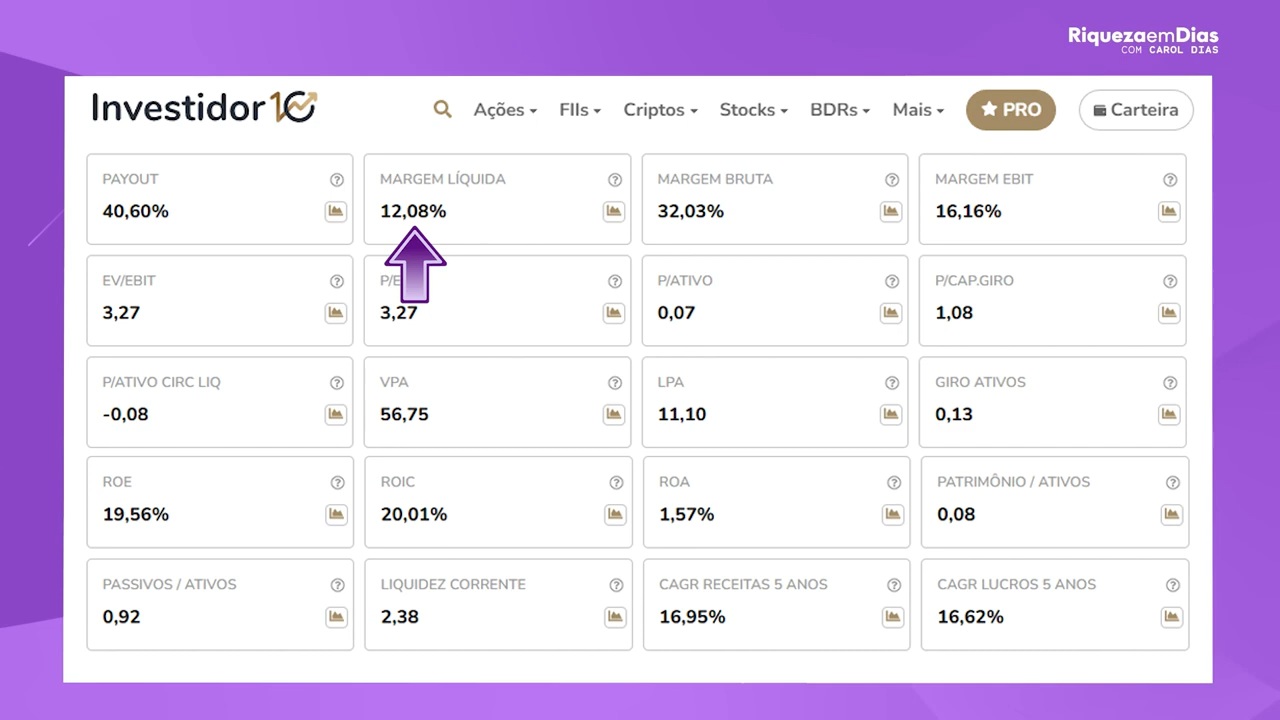 RiquezaemDias
COM CAROL DIAS
Investidor10
Ações FIIs Criptos Stocks BDRs Mais PRO Carteira
PAYOUT
40,60%
MARGEM LÍQUIDA
12,08%
MARGEM BRUTA
32,03%
MARGEM EBIT
16,16%
EV/EBIT
3,27
P/E
3,27
P/ATIVO
0,07
P/CAP.GIRO
1,08
P/ATIVO CIRC LIQ
-0,08
VPA
56,75
LPA
11,10
GIRO ATIVOS
0,13
ROE
19,56%
ROIC
20,01%
ROA
1,57%
PATRIMÔNIO / ATIVOS
0,08
PASSIVOS / ATIVOS
0,92
LIQUIDEZ CORRENTE
2,38
CAGR RECEITAS 5 ANOS
16,95%
CAGR LUCROS 5 ANOS
16,62%